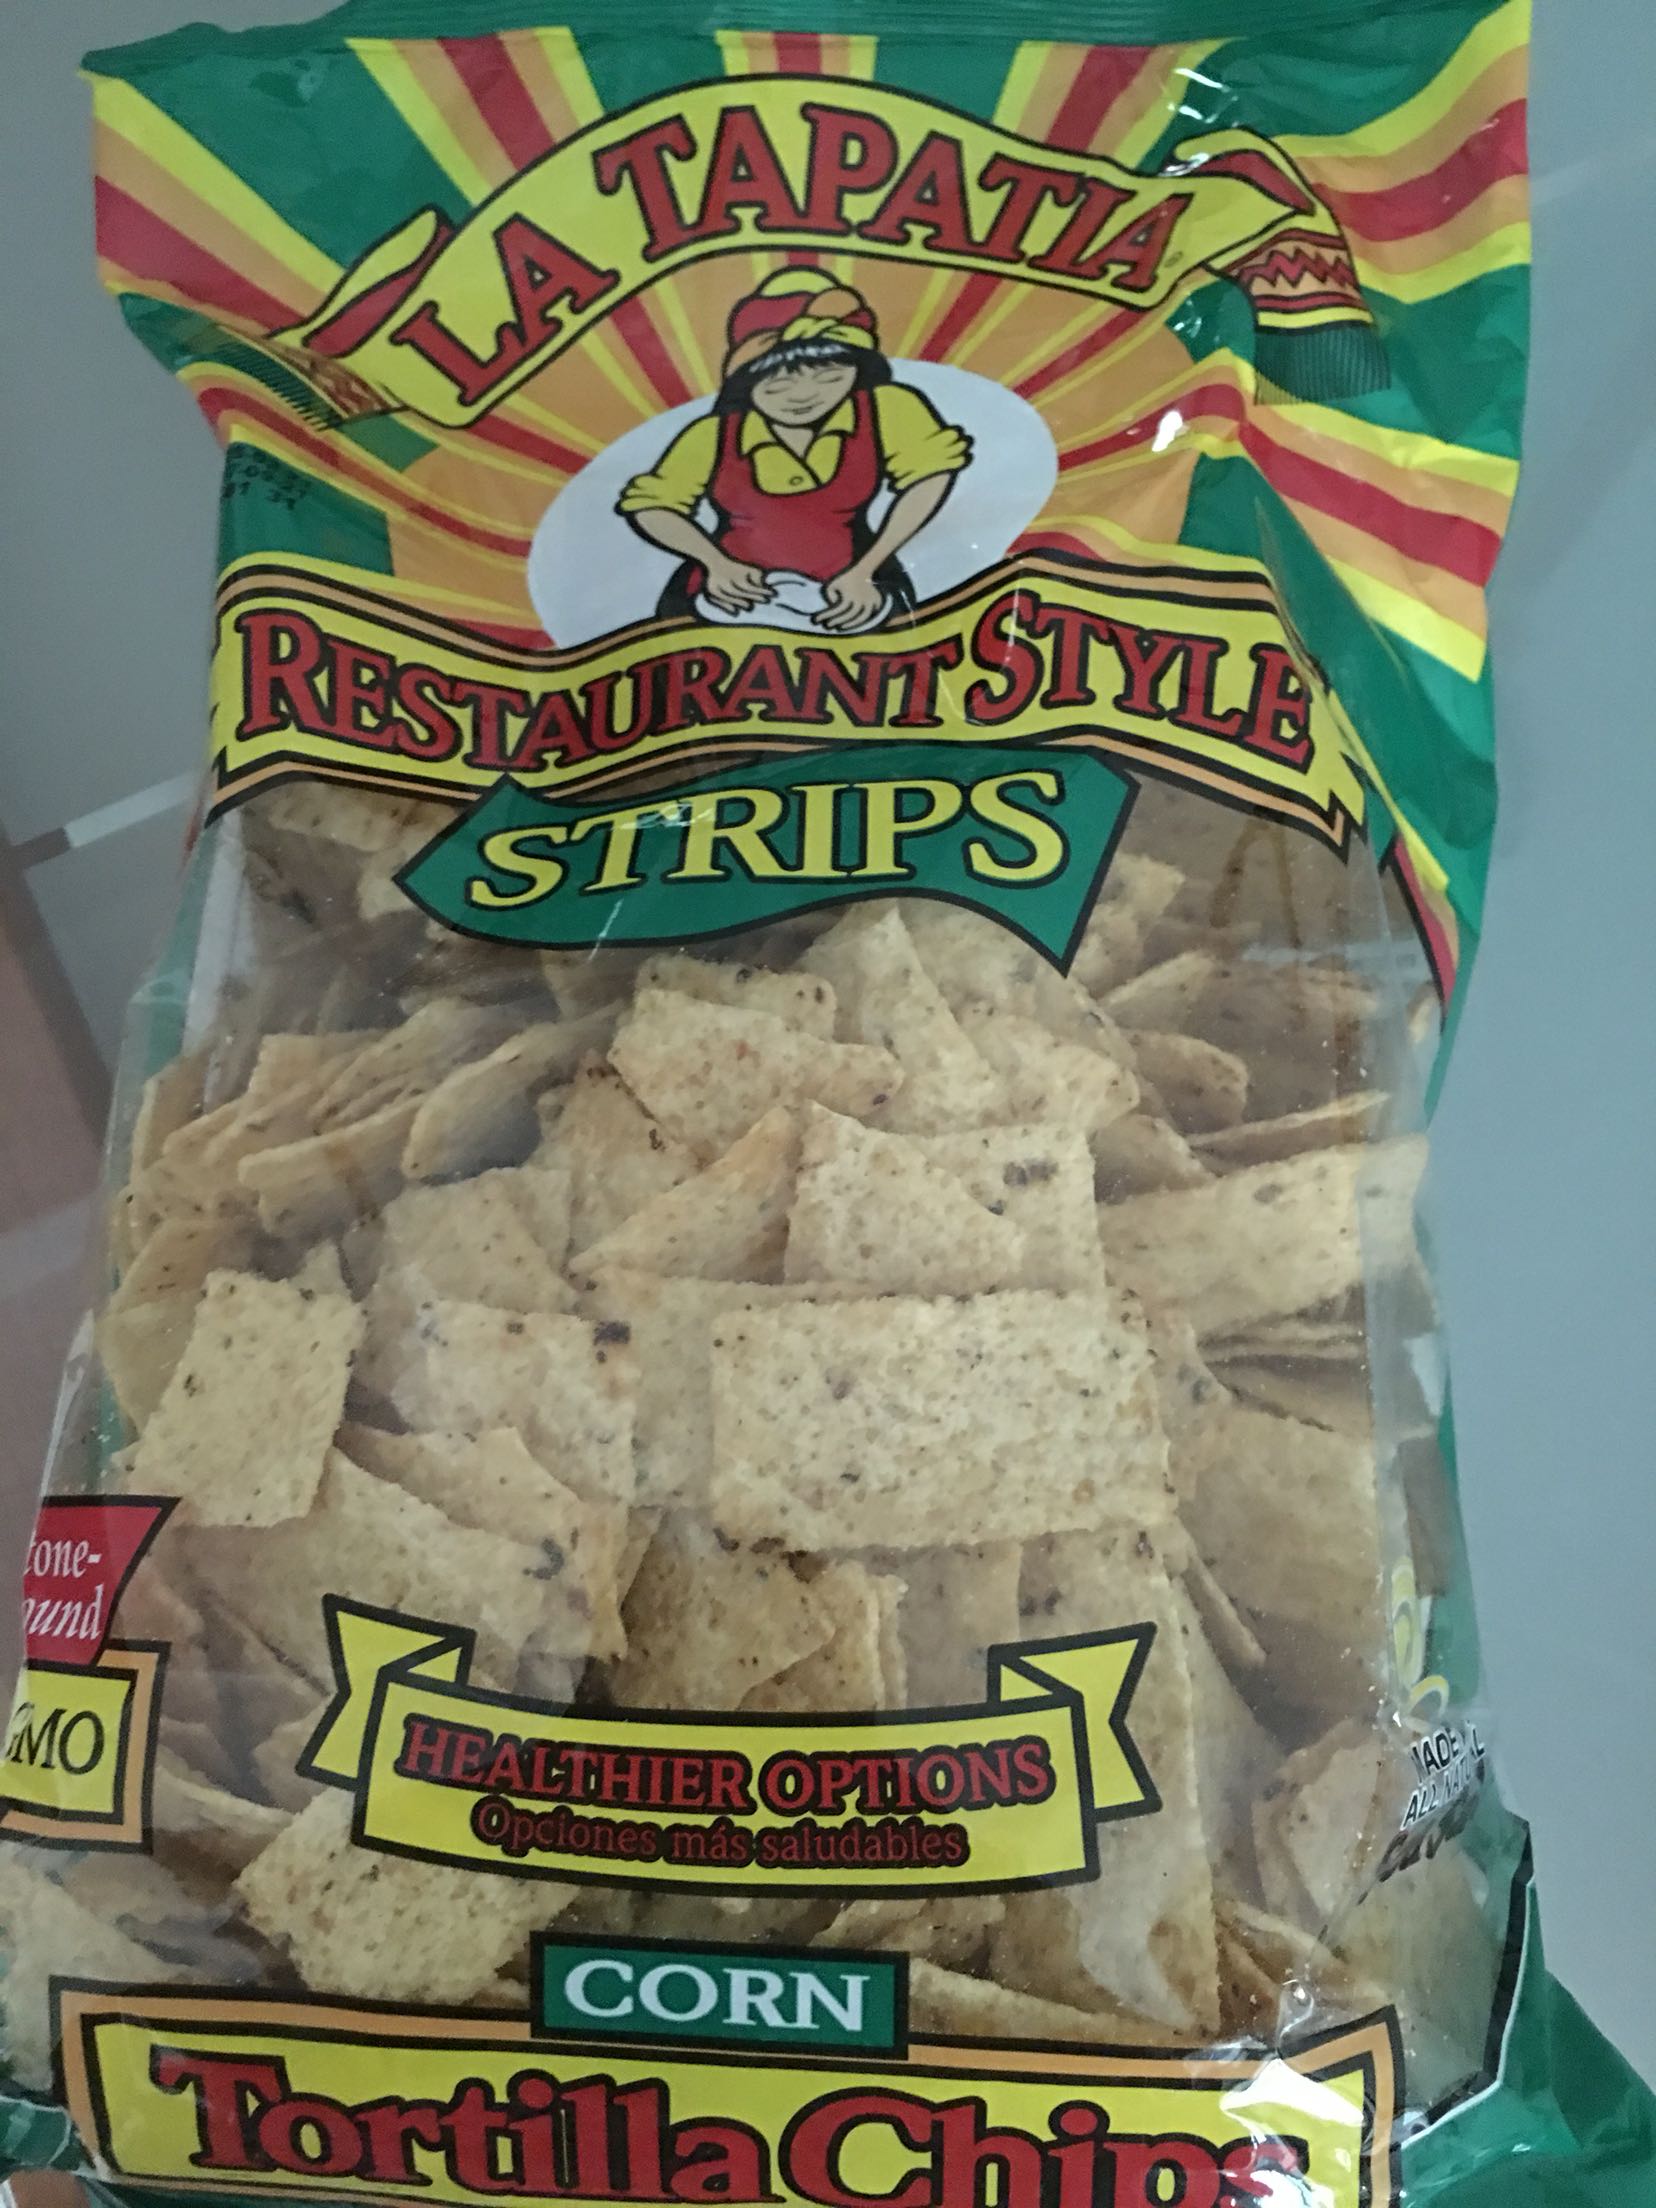 LA TAPATIA
RESTAURANT STYLE
STRIPS
HEALTHIER OPTIONS
Opciones más saludables
CORN
Tortilla Chips